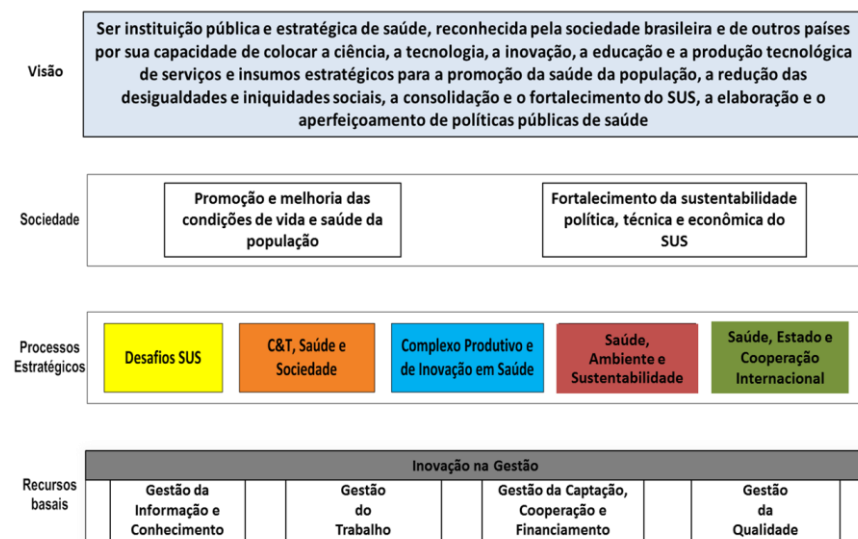 Visão
Ser instituição pública e estratégica de saúde, reconhecida pela sociedade brasileira e de outros países
por sua capacidade de colocar a ciência, a tecnologia, a inovação, a educação e a produção tecnológica
de serviços e insumos estratégicos para a promoção da saúde da população, a redução das
desigualdades e iniquidades sociais, a consolidação e o fortalecimento do SUS, a elaboração e o
aperfeiçoamento de políticas públicas de saúde
Sociedade
Promoção e melhoria das
condições de vida e saúde da
população
Fortalecimento da sustentabilidade
política, técnica e econômica do
SUS
Processos
Estratégicos
Desafios SUS
C&T, Saúde e
Sociedade
Complexo Produtivo e
de Inovação em Saúde
Saúde,
Ambiente e
Sustentabilidade
Saúde, Estado e
Cooperação
Internacional
Recursos
basais
Inovação na Gestão
Gestão da
Informação e
Conhecimento
Gestão
do
Trabalho
Gestão da Captação,
Cooperação e
Financiamento
Gestão
da
Qualidade